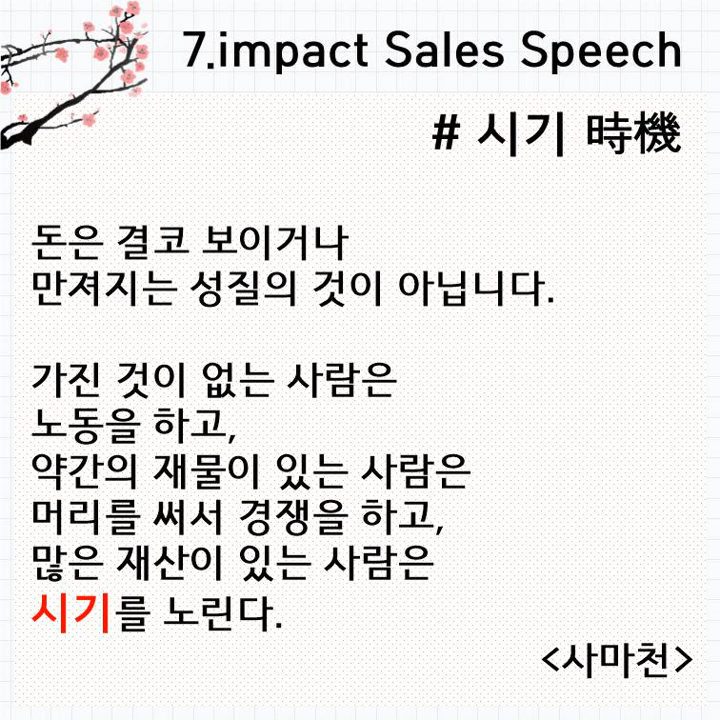 7.impact Sales Speech
# 시기 時機
돈은 결코 보이거나
만져지는 성질의 것이 아닙니다.
가진 것이 없는 사람은
노동을 하고,
약간의 재물이 있는 사람은
머리를 써서 경쟁을 하고,
많은 재산이 있는 사람은
시기를 노린다.
<사마천>